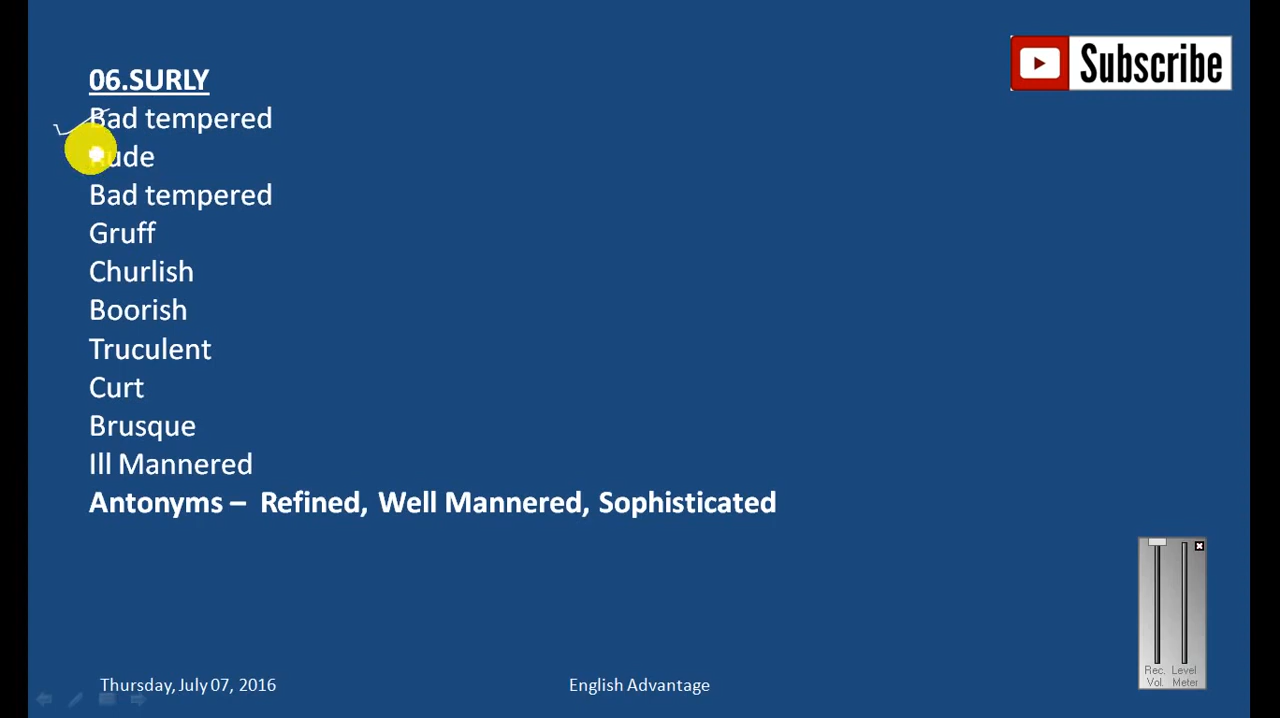 Subscribe
06.SURLY
Bad tempered
Rude
Bad tempered
Gruff
Churlish
Boorish
Truculent
Curt
Brusque
Ill Mannered
Antonyms – Refined, Well Mannered, Sophisticated
Rec. Level
Vol. Meter
Thursday, July 07, 2016
English Advantage